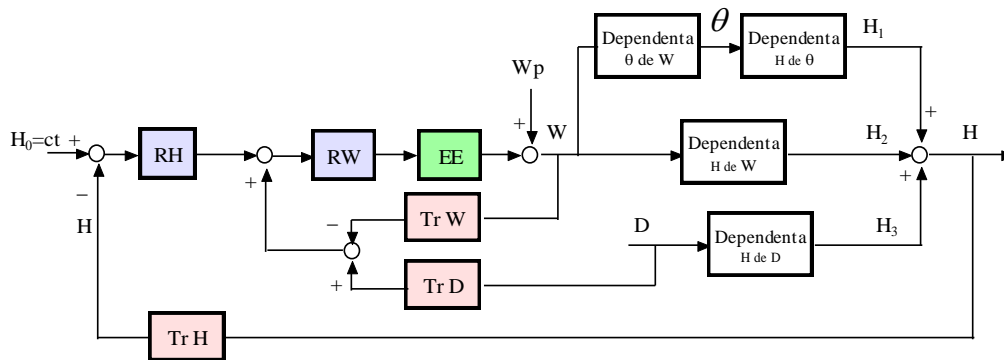 θ
H₁
Dependenta
θ de W
Dependenta
H de θ
Wp
+
+
H₀=ct
+
W
H₂
H
RH
RW
EE
Dependenta
H de W
+
+
−
H
−
Tr W
D
Dependenta
H de D
H₃
+
Tr D
Tr H